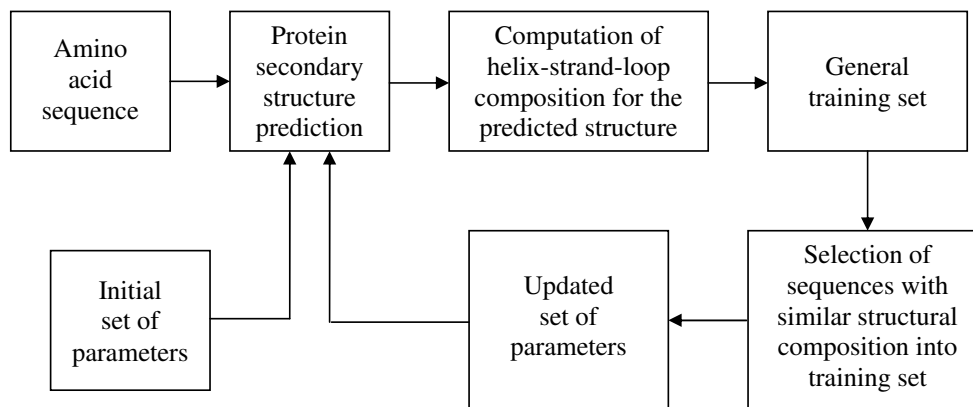 Amino
acid
sequence
Protein
secondary
structure
prediction
Computation of
helix-strand-loop
composition for the
predicted structure
General
training set
Initial
set of
parameters
Updated
set of
parameters
Selection of
sequences with
similar structural
composition into
training set